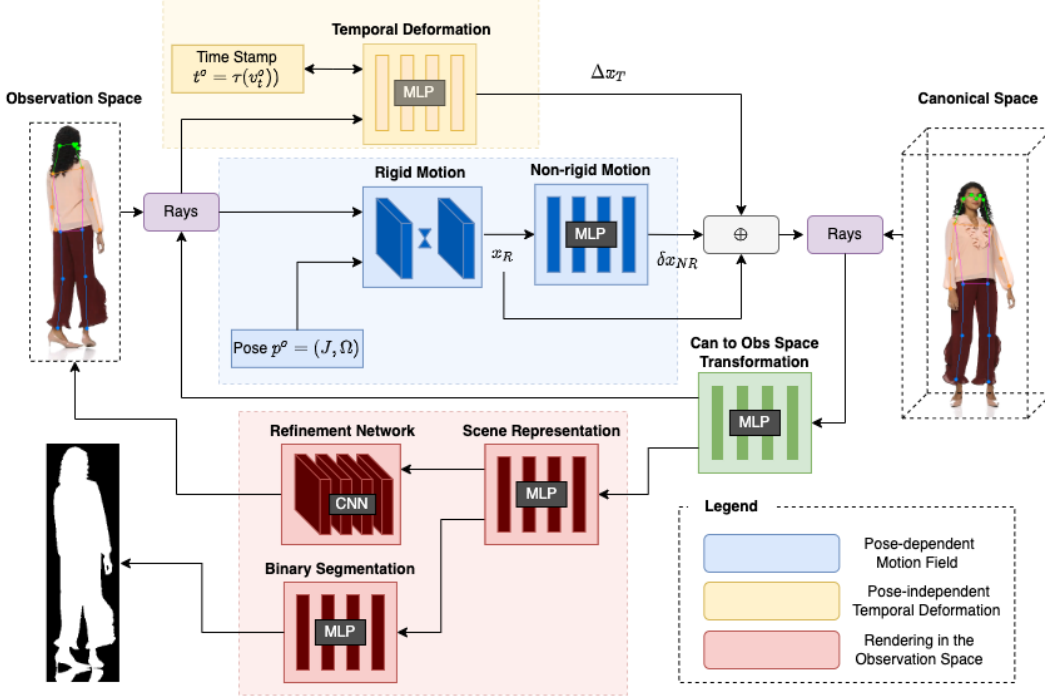 Temporal Deformation
Time Stamp
t^o = τ(v_t^o))
MLP
Δx_T
Observation Space
Canonical Space
Rigid Motion
Non-rigid Motion
Rays
MLP
⊕
Rays
x_R
δx_{NR}
Pose p^o = (J, Ω)
Can to Obs Space
Transformation
MLP
Refinement Network
Scene Representation
CNN
MLP
Binary Segmentation
MLP
Legend
Pose-dependent
Motion Field
Pose-independent
Temporal Deformation
Rendering in the
Observation Space